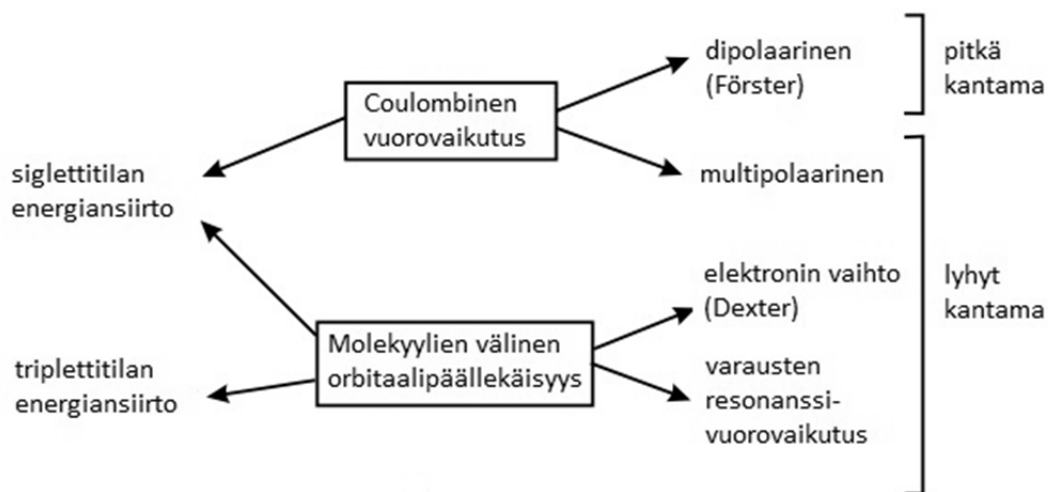 dipolaarinen
(Förster)
pitkä
kantama
Coulombinen
vuorovaikutus
siglettitilan
energiansiirto
multipolaarinen
elektronin vaihto
(Dexter)
lyhyt
kantama
Molekyylien välinen
orbitaalipäällekäisyys
triplettitilan
energiansiirto
varausten
resonanssi-
vuorovaikutus